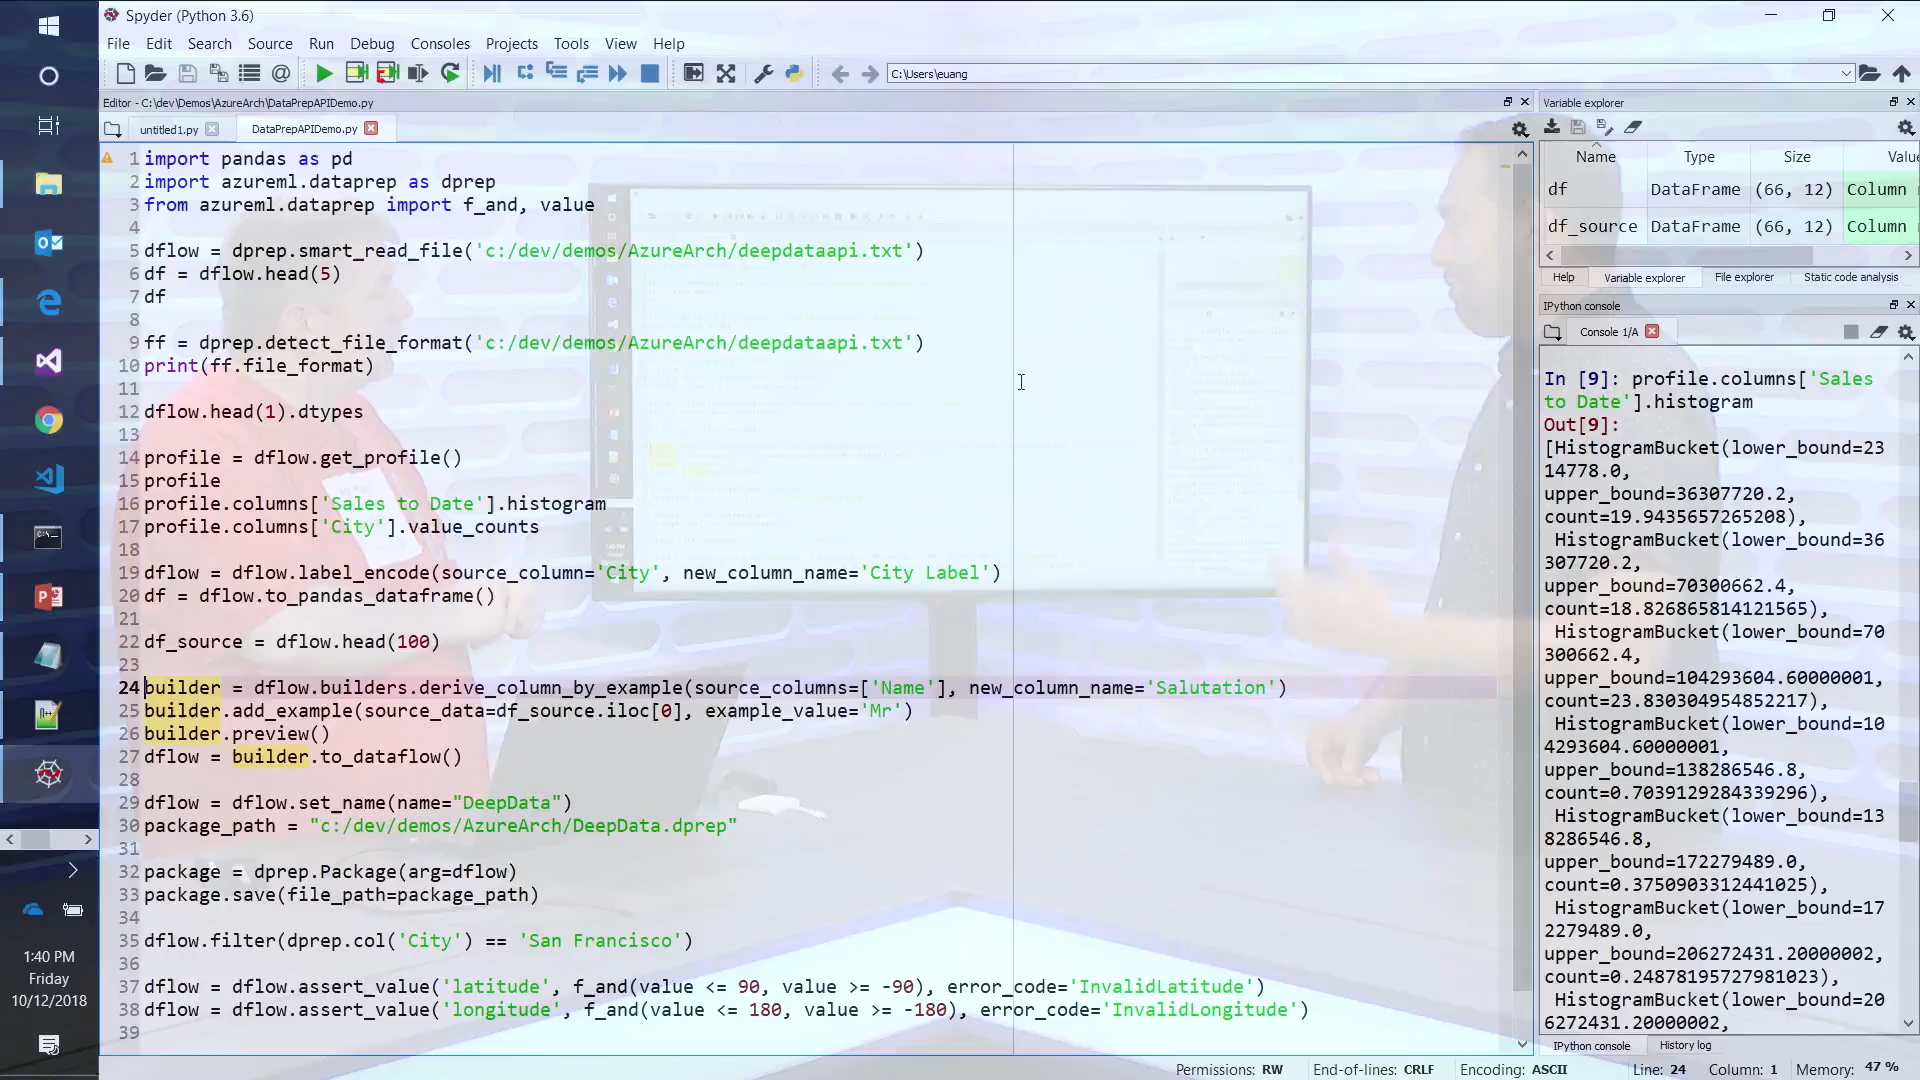 Spyder (Python 3.6)
File Edit Search Source Run Debug Consoles Projects Tools View Help
C:\Users\euang
Editor - C:\dev\Demos\AzureArch\DataPrepAPIDemo.py
untitled1.py DataPrepAPIDemo.py
1 import pandas as pd
2 import azureml.dataprep as dprep
3 from azureml.dataprep import f_and, value
4
5 dflow = dprep.smart_read_file('c:/dev/demos/AzureArch/deepdataapi.txt')
6 df = dflow.head(5)
7 df
8
9 ff = dprep.detect_file_format('c:/dev/demos/AzureArch/deepdataapi.txt')
10 print(ff.file_format)
11
12 dflow.head(1).dtypes
13
14 profile = dflow.get_profile()
15 profile
16 profile.columns['Sales to Date'].histogram
17 profile.columns['City'].value_counts
18
19 dflow = dflow.label_encode(source_column='City', new_column_name='City Label')
20 df = dflow.to_pandas_dataframe()
21
22 df_source = dflow.head(100)
23
24 builder = dflow.builders.derive_column_by_example(source_columns=['Name'], new_column_name='Salutation')
25 builder.add_example(source_data=df_source.iloc[0], example_value='Mr')
26 builder.preview()
27 dflow = builder.to_dataflow()
28
29 dflow = dflow.set_name(name="DeepData")
30 package_path = "c:/dev/demos/AzureArch/DeepData.dprep"
31
32 package = dprep.Package(arg=dflow)
33 package.save(file_path=package_path)
34
35 dflow.filter(dprep.col('City') == 'San Francisco')
36
37 dflow = dflow.assert_value('latitude', f_and(value <= 90, value >= -90), error_code='InvalidLatitude')
38 dflow = dflow.assert_value('longitude', f_and(value <= 180, value >= -180), error_code='InvalidLongitude')
39
Variable explorer
Name Type Size Value
df DataFrame (66, 12) Column
df_source DataFrame (66, 12) Column
Help Variable explorer File explorer Static code analysis
IPython console
Console 1/A
In [9]: profile.columns['Sales
to Date'].histogram
Out[9]:
[HistogramBucket(lower_bound=23
14778.0,
upper_bound=36307720.2,
count=19.9435657265208),
HistogramBucket(lower_bound=36
307720.2,
upper_bound=70300662.4,
count=18.826865814121565),
HistogramBucket(lower_bound=70
300662.4,
upper_bound=104293604.60000001,
count=23.830304954852217),
HistogramBucket(lower_bound=10
4293604.60000001,
upper_bound=138286546.8,
count=0.7039129284339296),
HistogramBucket(lower_bound=13
8286546.8,
upper_bound=172279489.0,
count=0.3750903312441025),
HistogramBucket(lower_bound=17
2279489.0,
upper_bound=206272431.20000002,
count=0.248781957279810​23),
HistogramBucket(lower_bound=20
6272431.20000002,
IPython console History log
Permissions: RW End-of-lines: CRLF Encoding: ASCII Line: 24 Column: 1 Memory: 47 %
1:40 PM
Friday
10/12/2018